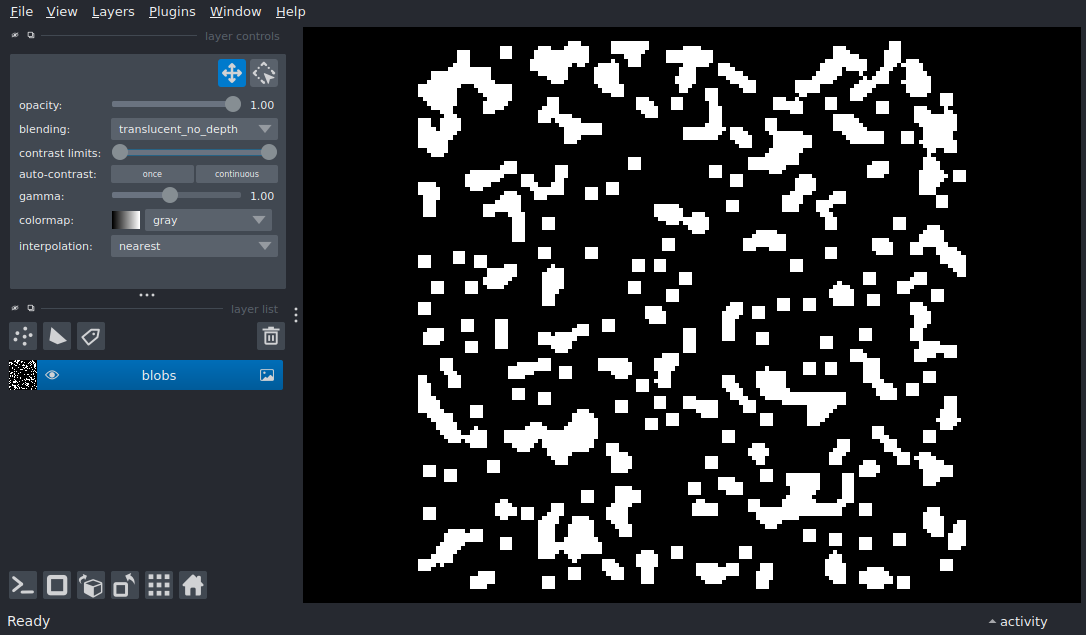 File View Layers Plugins Window Help
layer controls
opacity: 1.00
blending: translucent_no_depth
contrast limits:
auto-contrast: once continuous
gamma: 1.00
colormap: gray
interpolation: nearest
layer list
blobs
Ready activity